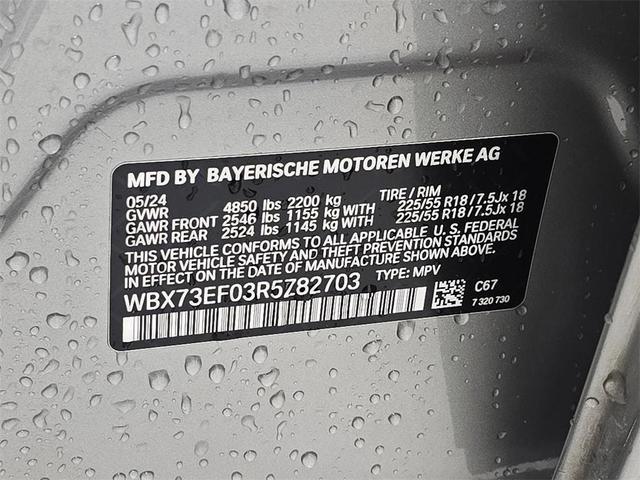 MFD BY BAYERISCHE MOTOREN WERKE AG
05/24 TIRE / RIM
GVWR 4850 lbs 2200 kg
GAWR FRONT 2546 lbs 1155 kg WITH 225/55 R18 / 7.5Jx 18
GAWR REAR 2524 lbs 1145 kg WITH 225/55 R18 / 7.5Jx 18
THIS VEHICLE CONFORMS TO ALL APPLICABLE U. S. FEDERAL
MOTOR VEHICLE SAFETY AND THEFT PREVENTION STANDARDS
IN EFFECT ON THE DATE OF MANUFACTURE SHOWN ABOVE.
WBX73EF03R5Z82703 TYPE: MPV
C67
7 320 730